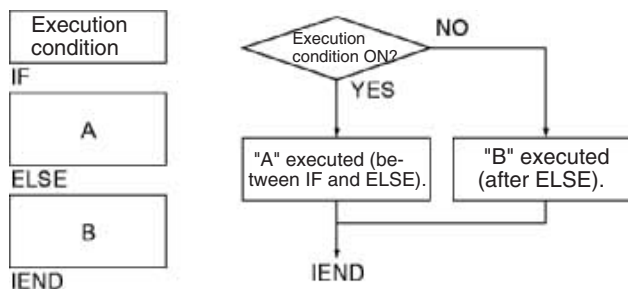 Execution
condition
IF
A
ELSE
B
IEND
Execution
condition ON?
NO
YES
"A" executed (be-
tween IF and ELSE).
"B" executed
(after ELSE).
IEND